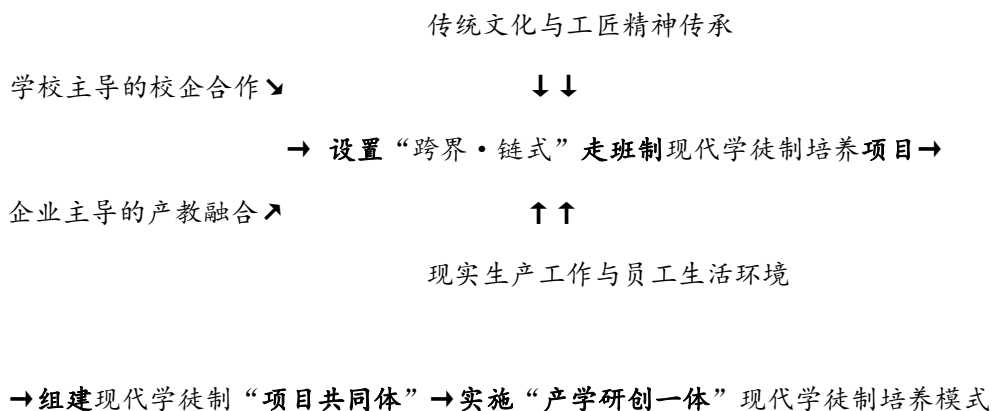 传统文化与工匠精神传承
学校主导的校企合作↘ ↓↓
→ 设置“跨界·链式”走班制现代学徒制培养项目→
企业主导的产教融合↗ ↑↑
现实生产工作与员工生活环境
→组建现代学徒制“项目共同体”→实施“产学研创一体”现代学徒制培养模式